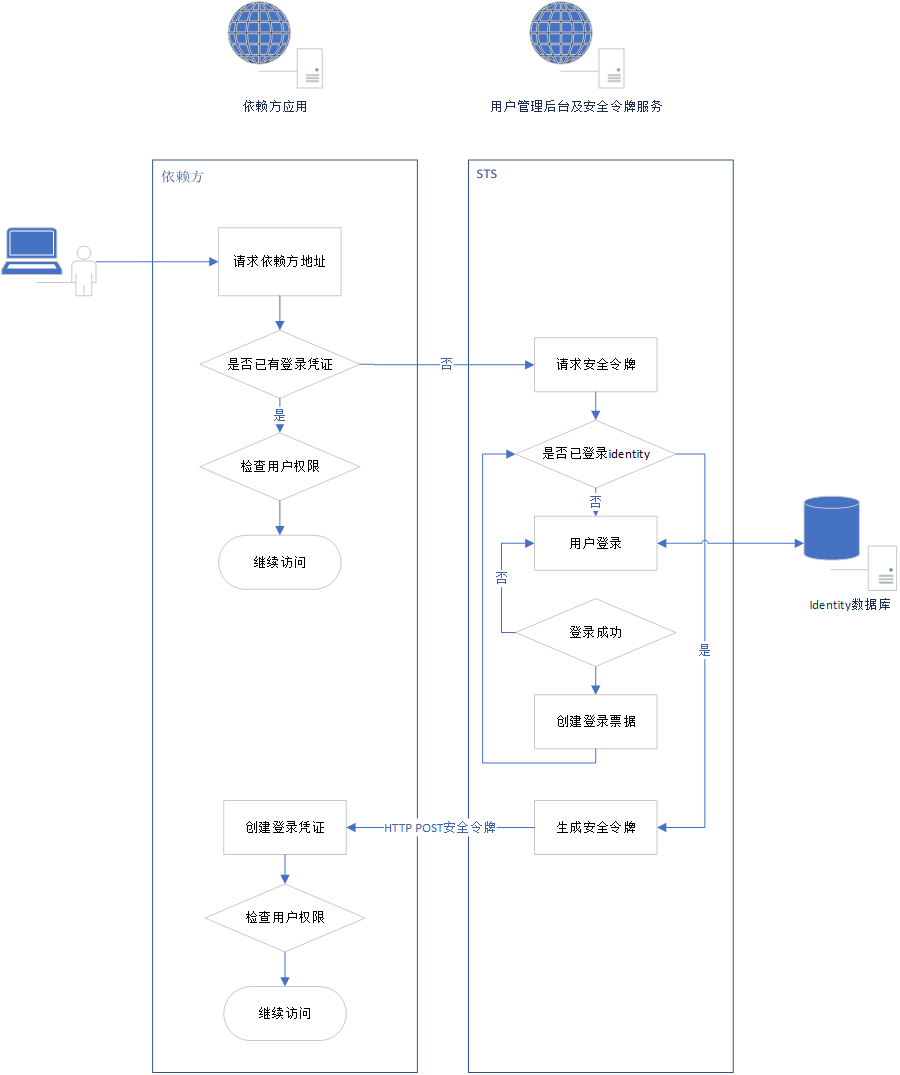 依赖方应用
用户管理后台及安全令牌服务
依赖方
STS
请求依赖方地址
是否已有登录凭证
否
请求安全令牌
是
是否已登录identity
检查用户权限
否
用户登录
继续访问
否
Identity数据库
登录成功
是
创建登录票据
创建登录凭证
HTTP POST安全令牌
生成安全令牌
检查用户权限
继续访问